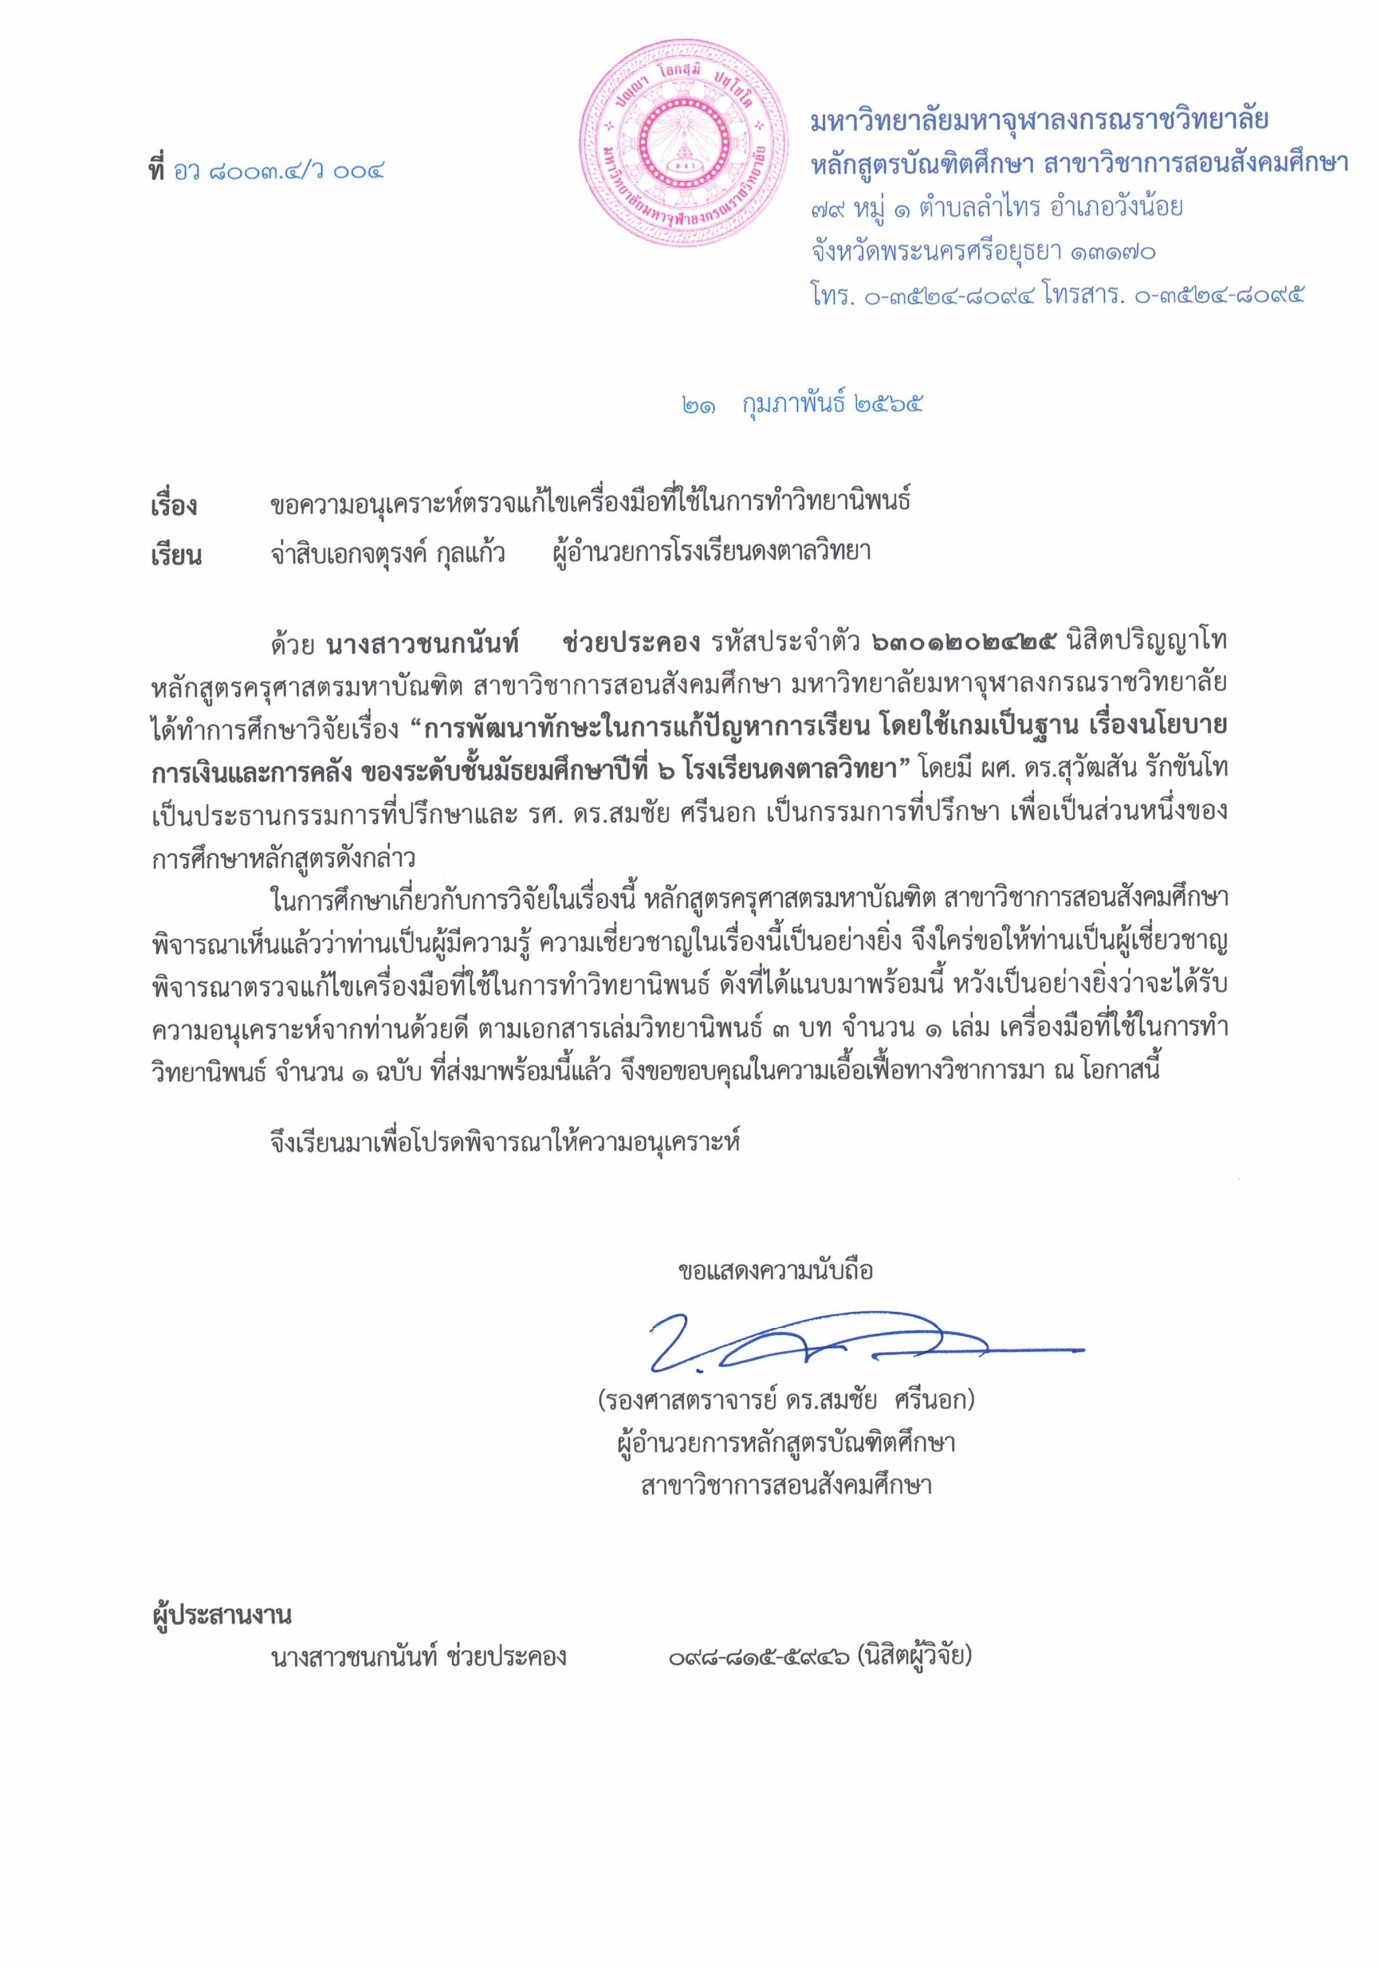 ปญฺญา โลกสฺมิ ปชฺโชโต
มหาวิทยาลัยมหาจุฬาลงกรณราชวิทยาลัย
มหาวิทยาลัยมหาจุฬาลงกรณราชวิทยาลัย
ที่ อว ๘๐๐๓.๔/ว ๐๐๔
หลักสูตรบัณฑิตศึกษา สาขาวิชาการสอนสังคมศึกษา
๗๙ หมู่ ๑ ตำบลลำไทร อำเภอวังน้อย
จังหวัดพระนครศรีอยุธยา ๑๓๑๗๐
โทร. ๐-๓๕๒๔-๘๐๙๔ โทรสาร. ๐-๓๕๒๔-๘๐๙๕
๒๑ กุมภาพันธ์ ๒๕๖๕
เรื่อง ขอความอนุเคราะห์ตรวจแก้ไขเครื่องมือที่ใช้ในการทำวิทยานิพนธ์
เรียน จ่าสิบเอกจตุรงค์ กุลแก้ว ผู้อำนวยการโรงเรียนดงตาลวิทยา
ด้วย นางสาวชนกนันท์ ช่วยประคอง รหัสประจำตัว ๖๓๐๑๒๐๒๔๒๕ นิสิตปริญญาโท
หลักสูตรครุศาสตรมหาบัณฑิต สาขาวิชาการสอนสังคมศึกษา มหาวิทยาลัยมหาจุฬาลงกรณราชวิทยาลัย
ได้ทำการศึกษาวิจัยเรื่อง “การพัฒนาทักษะในการแก้ปัญหาการเรียน โดยใช้เกมเป็นฐาน เรื่องนโยบาย
การเงินและการคลัง ของระดับชั้นมัธยมศึกษาปีที่ ๖ โรงเรียนดงตาลวิทยา” โดยมี ผศ. ดร.สุวัฒสัน รักขันโท
เป็นประธานกรรมการที่ปรึกษาและ รศ. ดร.สมชัย ศรีนอก เป็นกรรมการที่ปรึกษา เพื่อเป็นส่วนหนึ่งของ
การศึกษาหลักสูตรดังกล่าว
ในการศึกษาเกี่ยวกับการวิจัยในเรื่องนี้ หลักสูตรครุศาสตรมหาบัณฑิต สาขาวิชาการสอนสังคมศึกษา
พิจารณาเห็นแล้วว่าท่านเป็นผู้มีความรู้ ความเชี่ยวชาญในเรื่องนี้เป็นอย่างยิ่ง จึงใคร่ขอให้ท่านเป็นผู้เชี่ยวชาญ
พิจารณาตรวจแก้ไขเครื่องมือที่ใช้ในการทำวิทยานิพนธ์ ดังที่ได้แนบมาพร้อมนี้ หวังเป็นอย่างยิ่งว่าจะได้รับ
ความอนุเคราะห์จากท่านด้วยดี ตามเอกสารเล่มวิทยานิพนธ์ ๓ บท จำนวน ๑ เล่ม เครื่องมือที่ใช้ในการทำ
วิทยานิพนธ์ จำนวน ๑ ฉบับ ที่ส่งมาพร้อมนี้แล้ว จึงขอขอบคุณในความเอื้อเฟื้อทางวิชาการมา ณ โอกาสนี้
จึงเรียนมาเพื่อโปรดพิจารณาให้ความอนุเคราะห์
ขอแสดงความนับถือ
(รองศาสตราจารย์ ดร.สมชัย ศรีนอก)
ผู้อำนวยการหลักสูตรบัณฑิตศึกษา
สาขาวิชาการสอนสังคมศึกษา
ผู้ประสานงาน
นางสาวชนกนันท์ ช่วยประคอง ๐๙๘-๘๑๕-๕๙๔๖ (นิสิตผู้วิจัย)